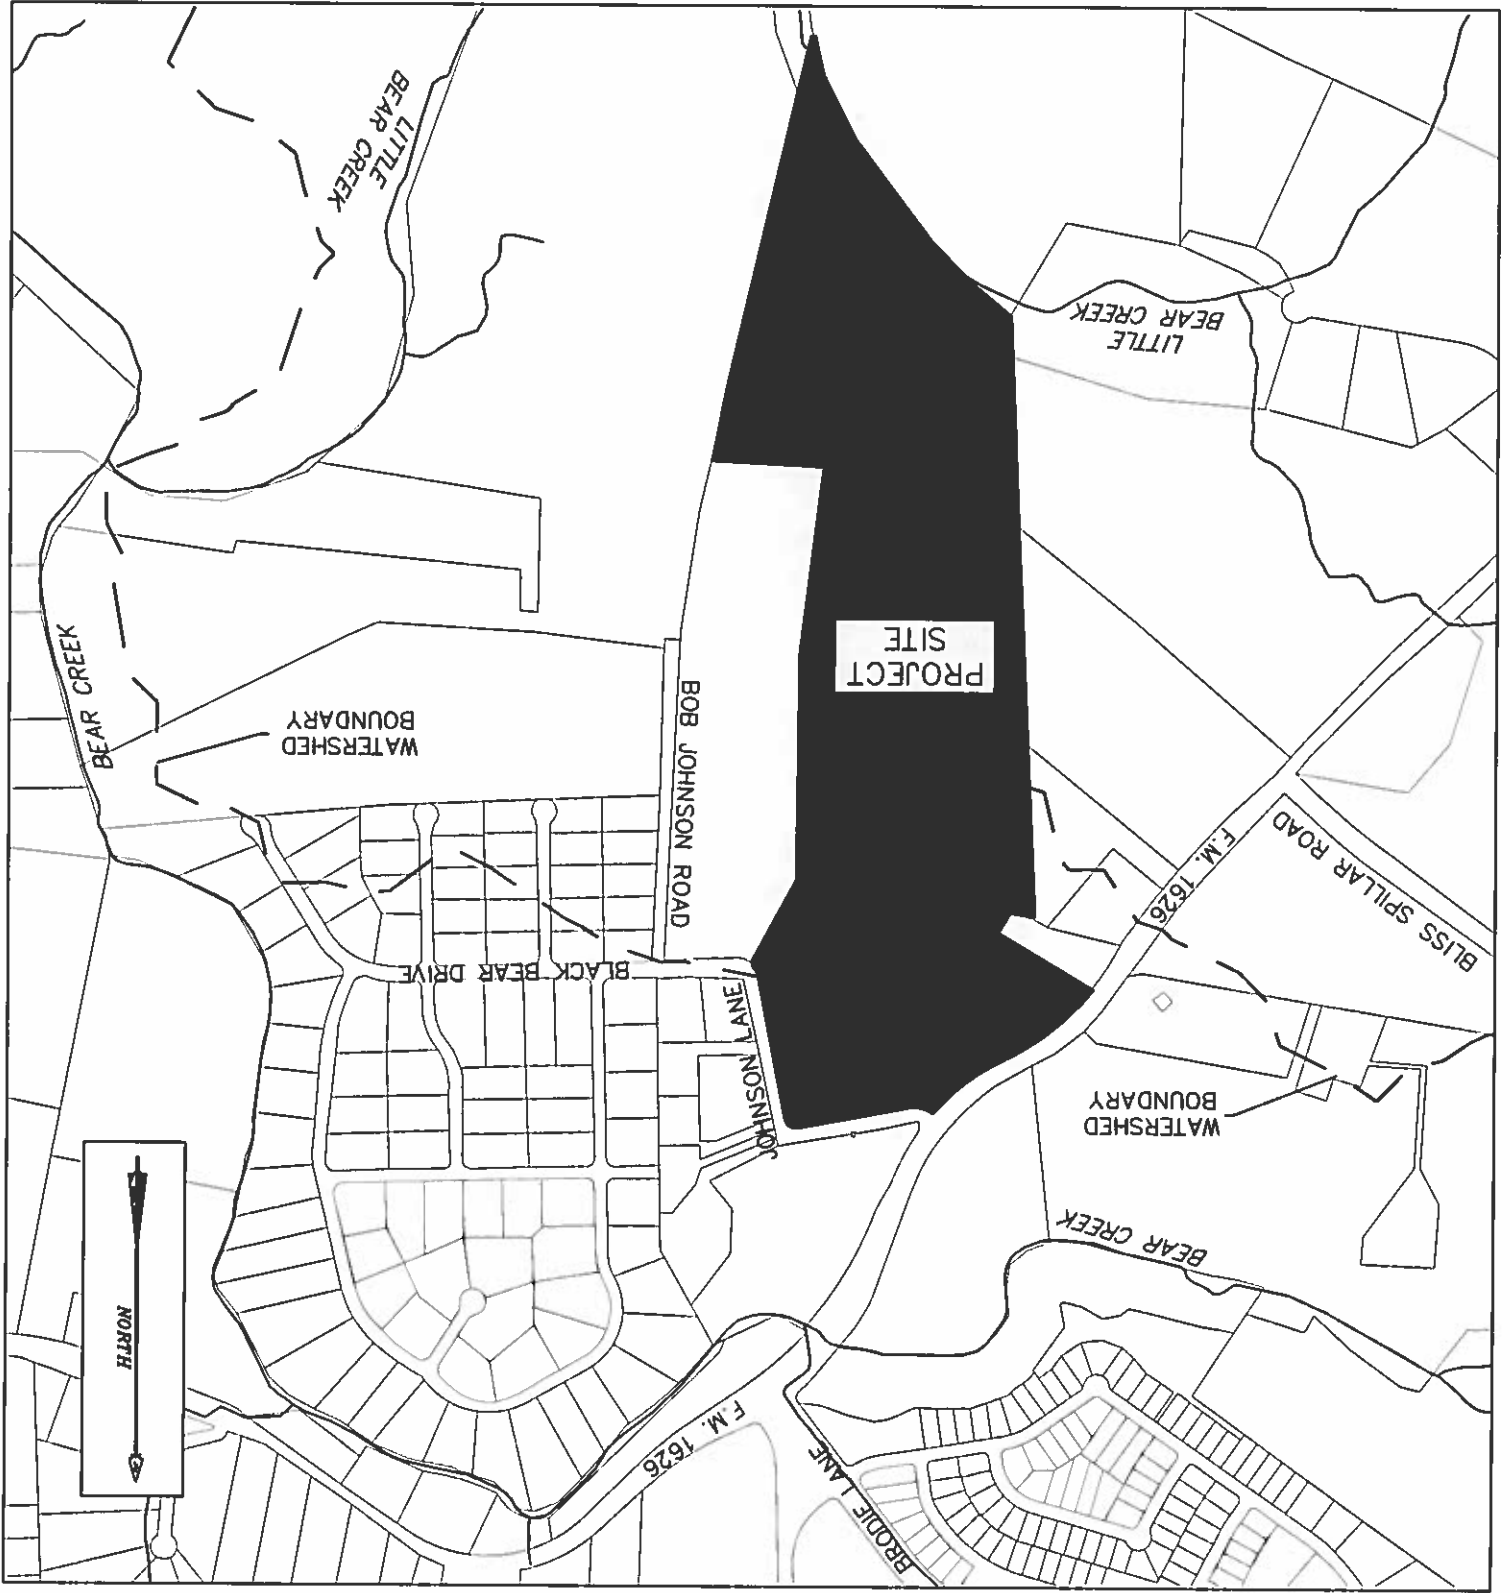 BRODIE LANE
F.M. 1626
NORTH
BEAR CREEK
WATERSHED
BOUNDARY
JOHNSON LANE
BLACK BEAR DRIVE
BLISS SPILLAR ROAD
F.M. 1626
BOB JOHNSON ROAD
WATERSHED
BOUNDARY
BEAR CREEK
PROJECT
SITE
LITTLE
BEAR CREEK
LITTLE
BEAR CREEK